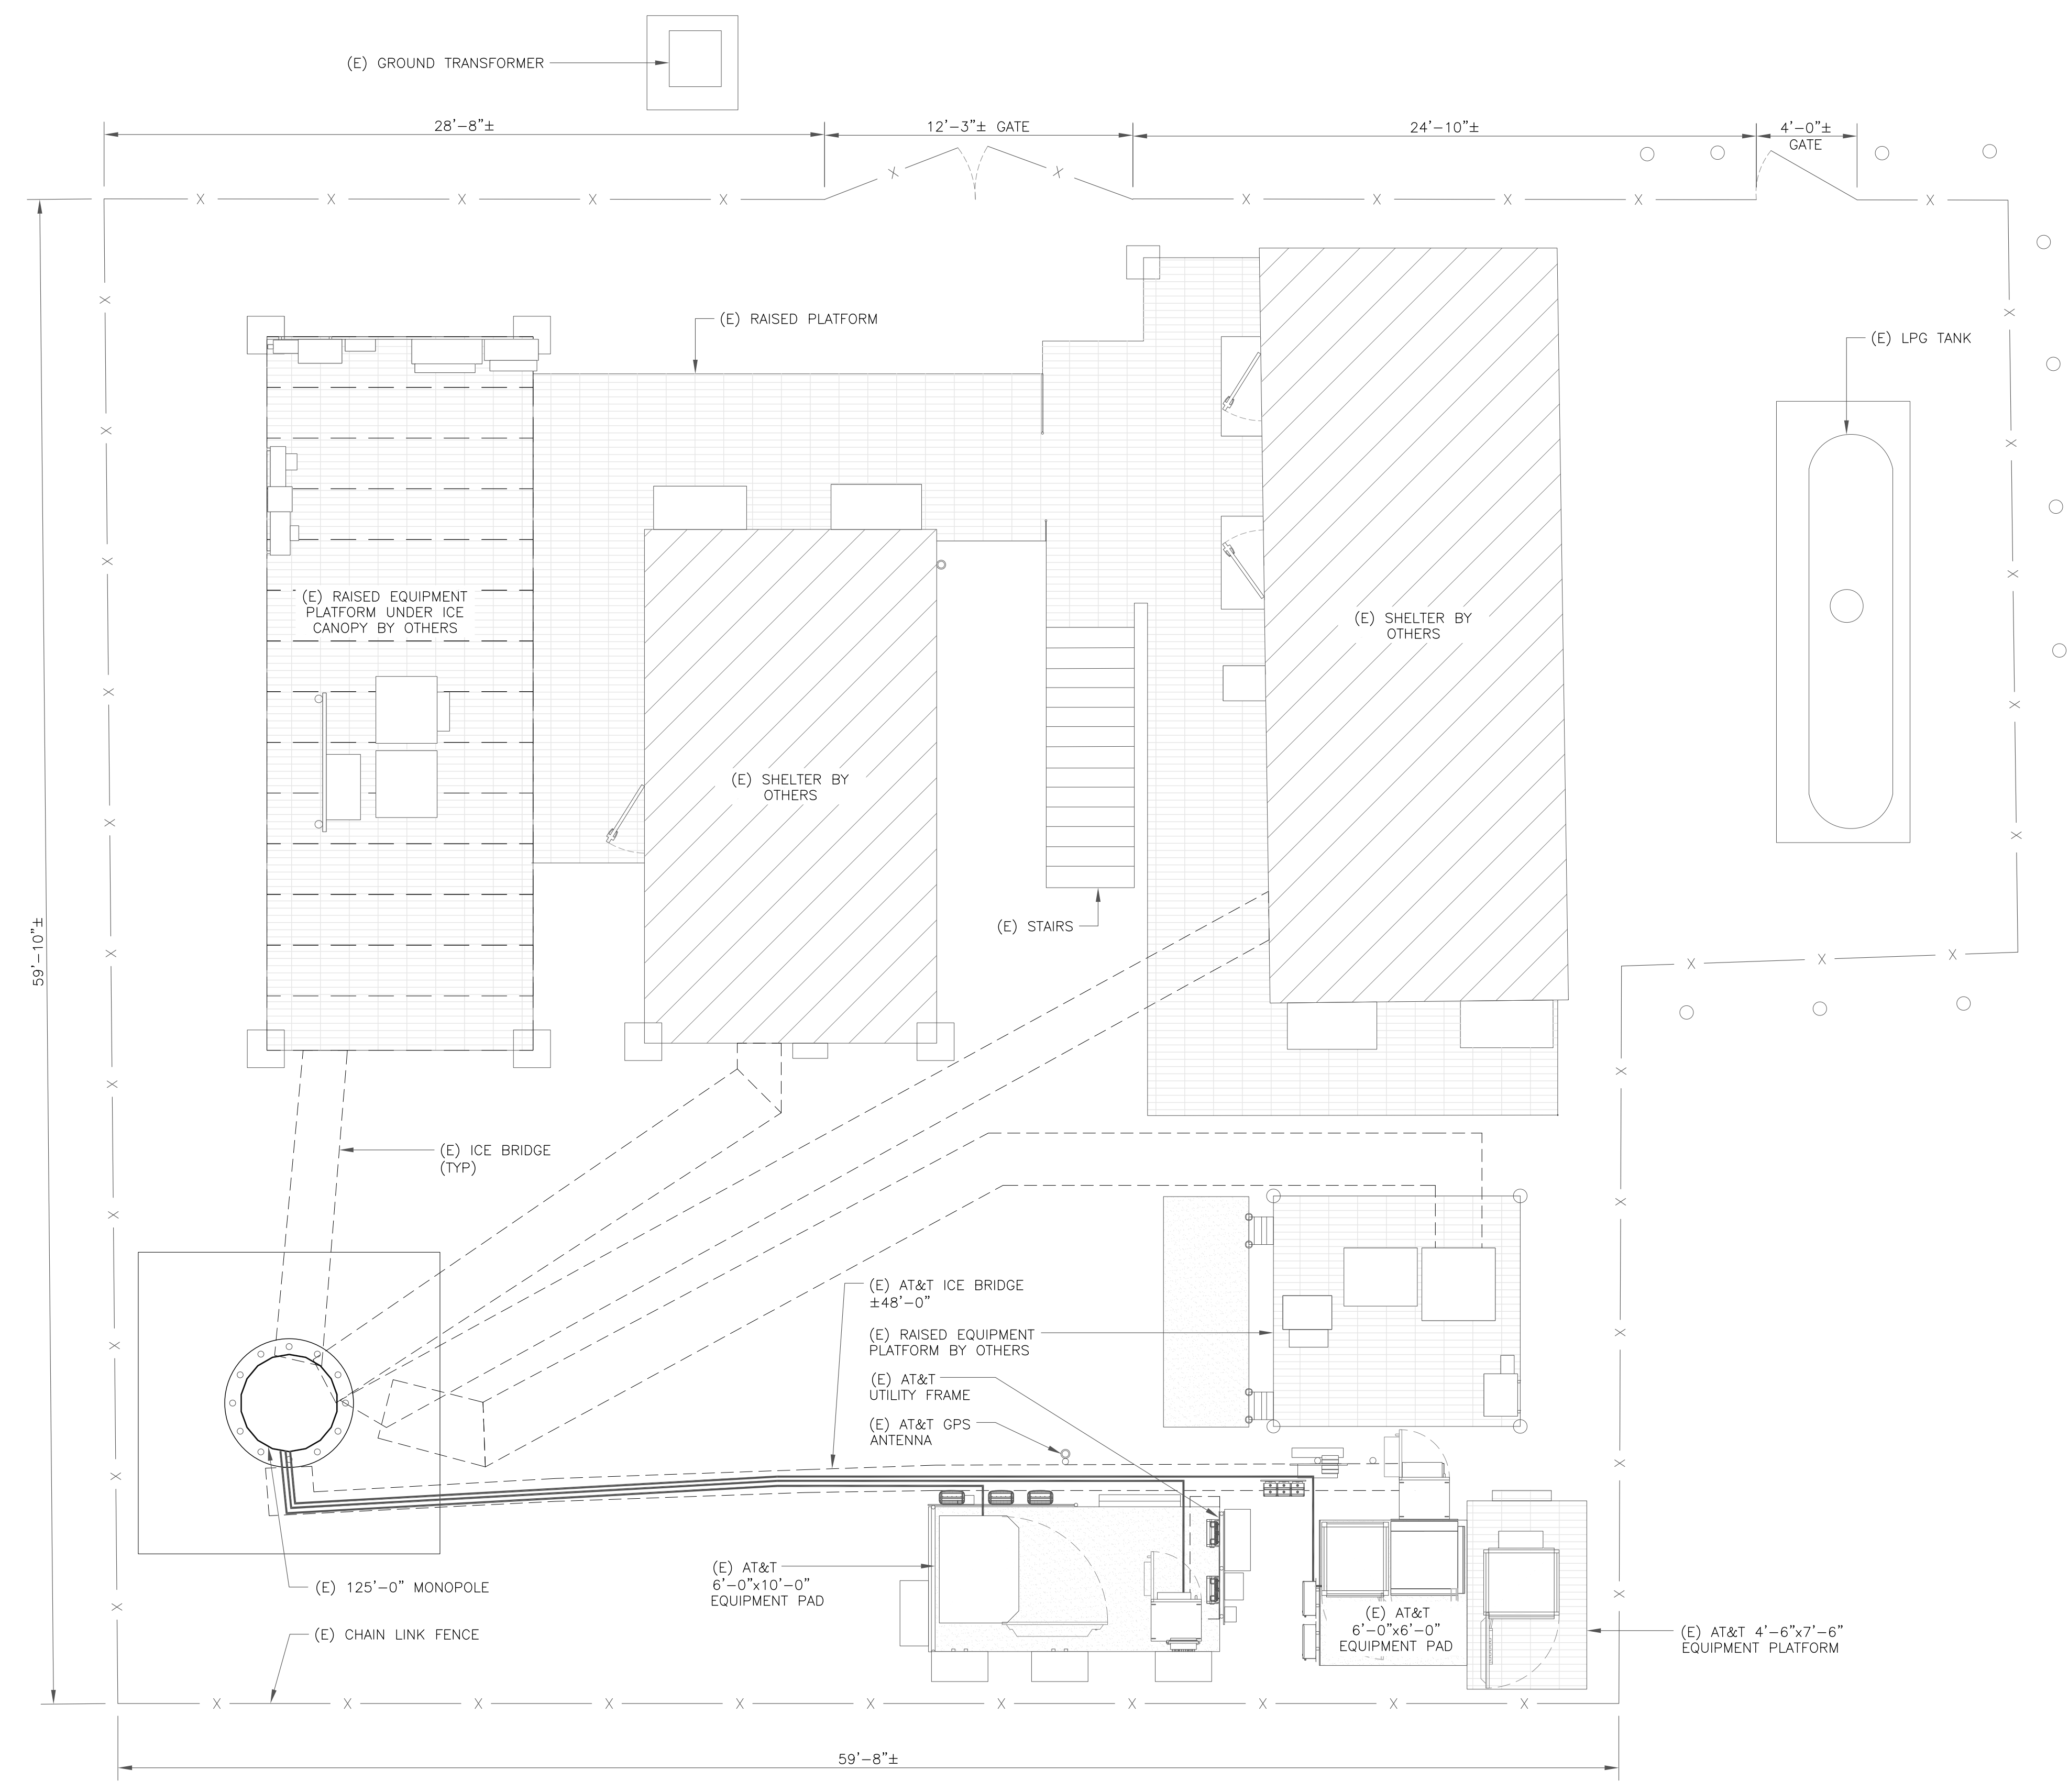 (E) GROUND TRANSFORMER
28'-8"±
12'-3"± GATE
24'-10"±
4'-0"±
GATE
(E) RAISED PLATFORM
(E) LPG TANK
(E) RAISED EQUIPMENT
PLATFORM UNDER ICE
CANOPY BY OTHERS
(E) SHELTER BY
OTHERS
(E) SHELTER BY
OTHERS
(E) STAIRS
59'-10"±
(E) ICE BRIDGE
(TYP)
(E) AT&T ICE BRIDGE
±48'-0"
(E) RAISED EQUIPMENT
PLATFORM BY OTHERS
(E) AT&T
UTILITY FRAME
(E) AT&T GPS
ANTENNA
(E) AT&T
6'-0"x10'-0"
EQUIPMENT PAD
(E) 125'-0" MONOPOLE
(E) CHAIN LINK FENCE
(E) AT&T
6'-0"x6'-0"
EQUIPMENT PAD
(E) AT&T 4'-6"x7'-6"
EQUIPMENT PLATFORM
59'-8"±